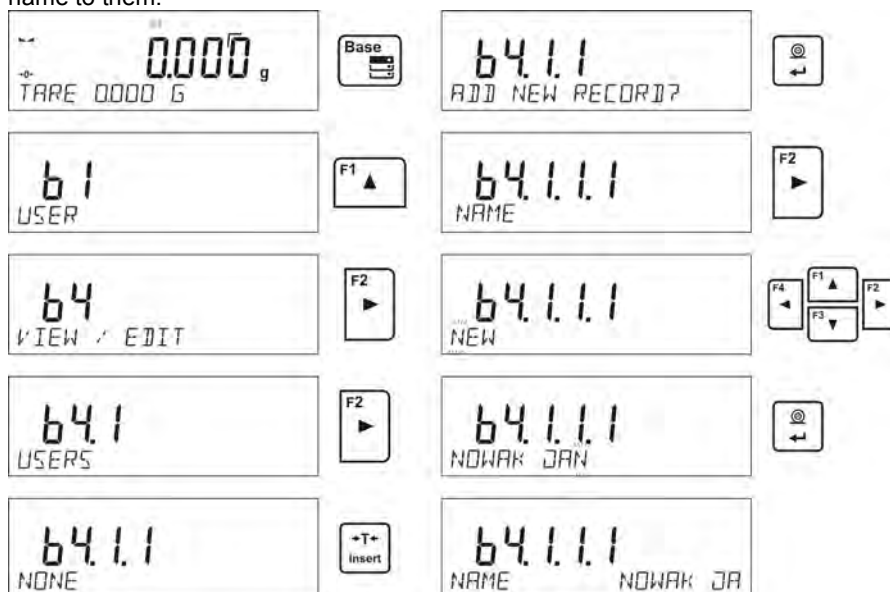 name to them:
0.000 g
TARE 0.000 G
Base
b1
USER
F1
b4
VIEW / EDIT
F2
b4.1
USERS
F2
b4.1.1
NONE
→T←
Insert
b4.1.1
ADD NEW RECORD?
b4.1.1.1
NAME
F2
b4.1.1.1
NEW
F4 F1 F2
F3
b4.1.1.1
NOWAK JAN
b4.1.1.1
NAME NOWAK JA